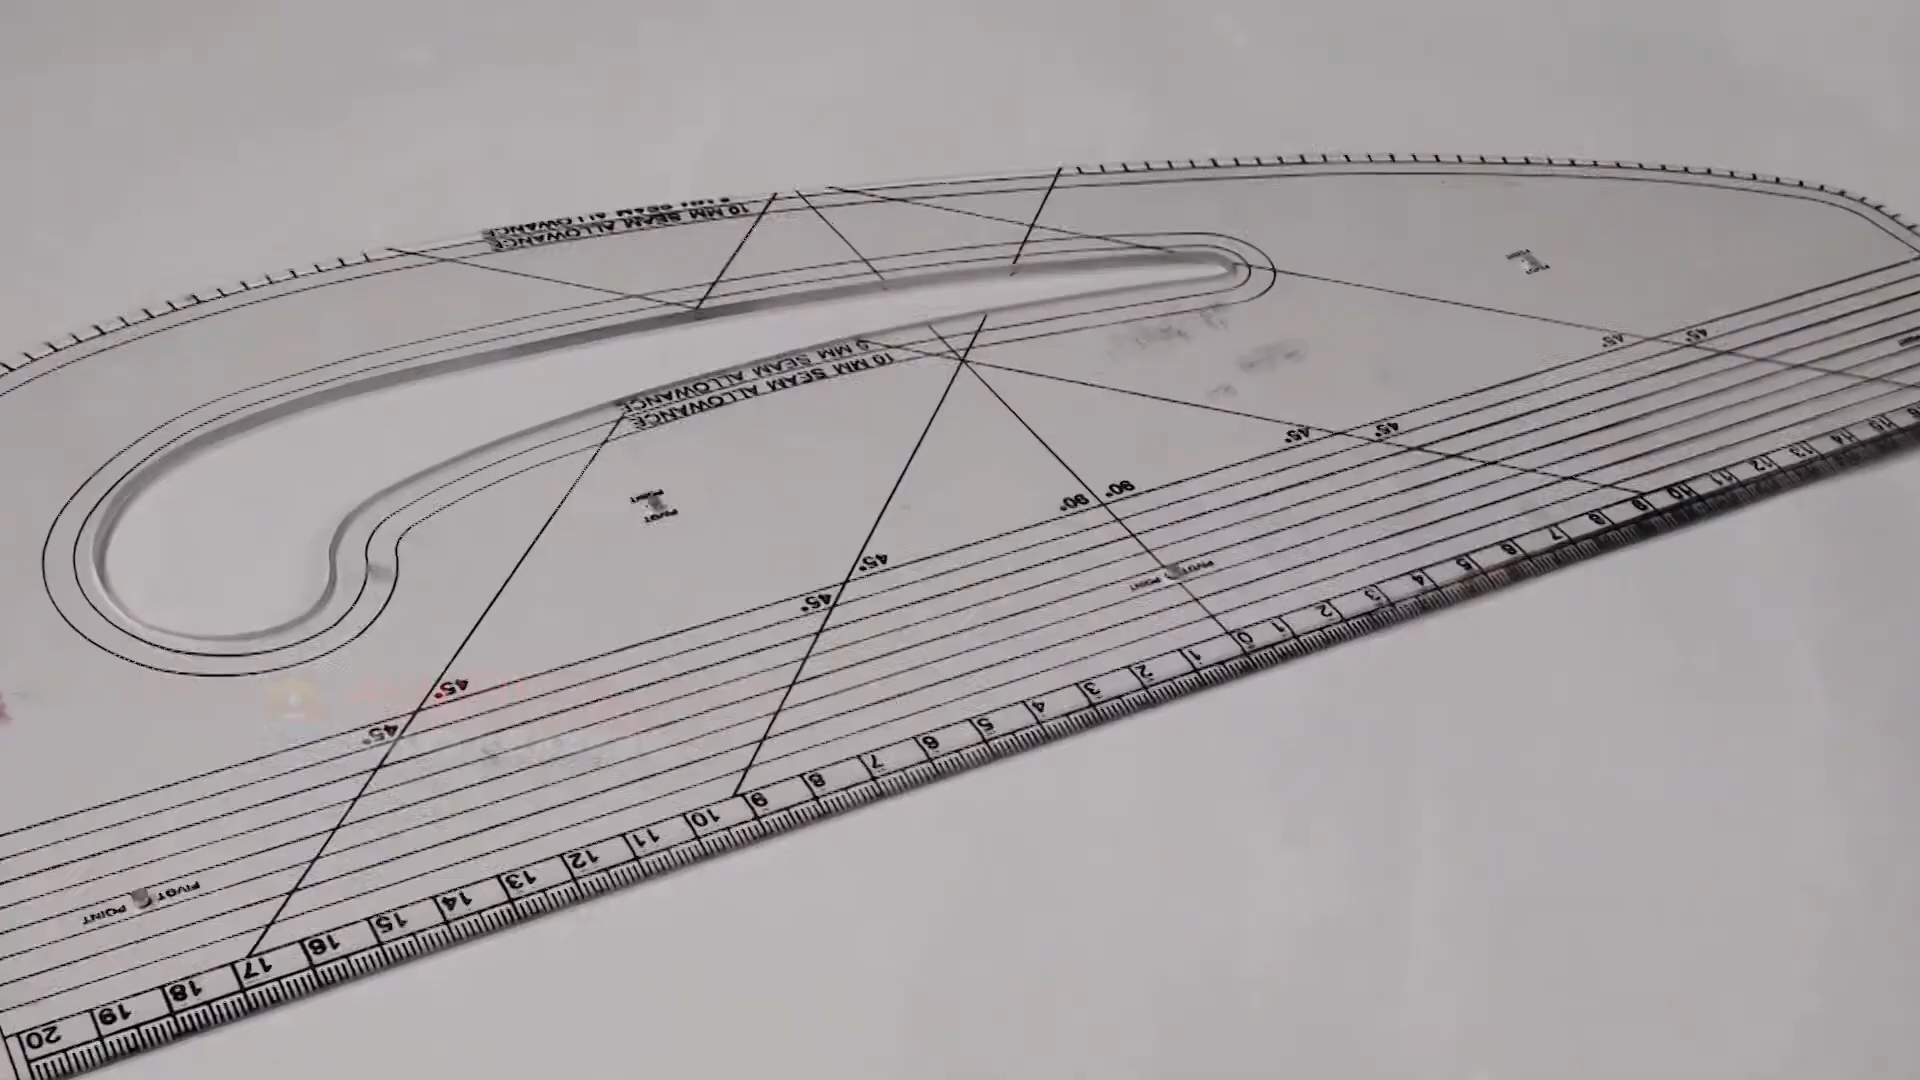 10 MM SEAM ALLOWANCE
MM SEAM ALLOWANCE
10 MM SEAM ALLOWANCE
PIVOT POINT
PIVOT POINT
45° 45°
45° 45°
90° 90°
45° 45°
45° 45°
PIVOT POINT
PIVOT POINT
20 19 18 17 16 15 14 13 12 11 10 9 8 7 6 5 4 3 2 1 0 1 2 3 4 5 6 7 8 9 10 11 12 13 14 15